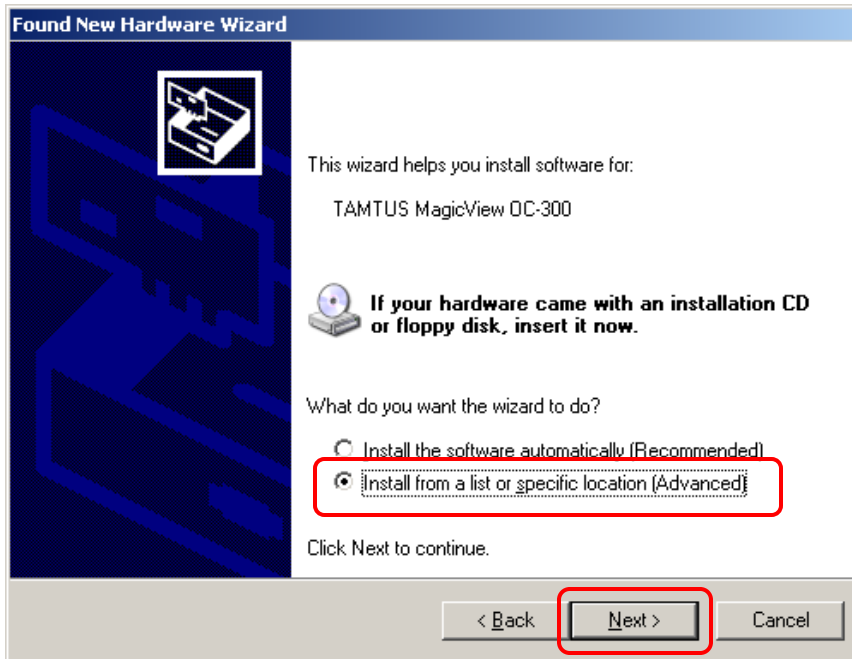 Found New Hardware Wizard
This wizard helps you install software for:
TAMTUS MagicView OC-300
If your hardware came with an installation CD
or floppy disk, insert it now.
What do you want the wizard to do?
Install the software automatically (Recommended)
Install from a list or specific location (Advanced)
Click Next to continue.
< Back
Next >
Cancel